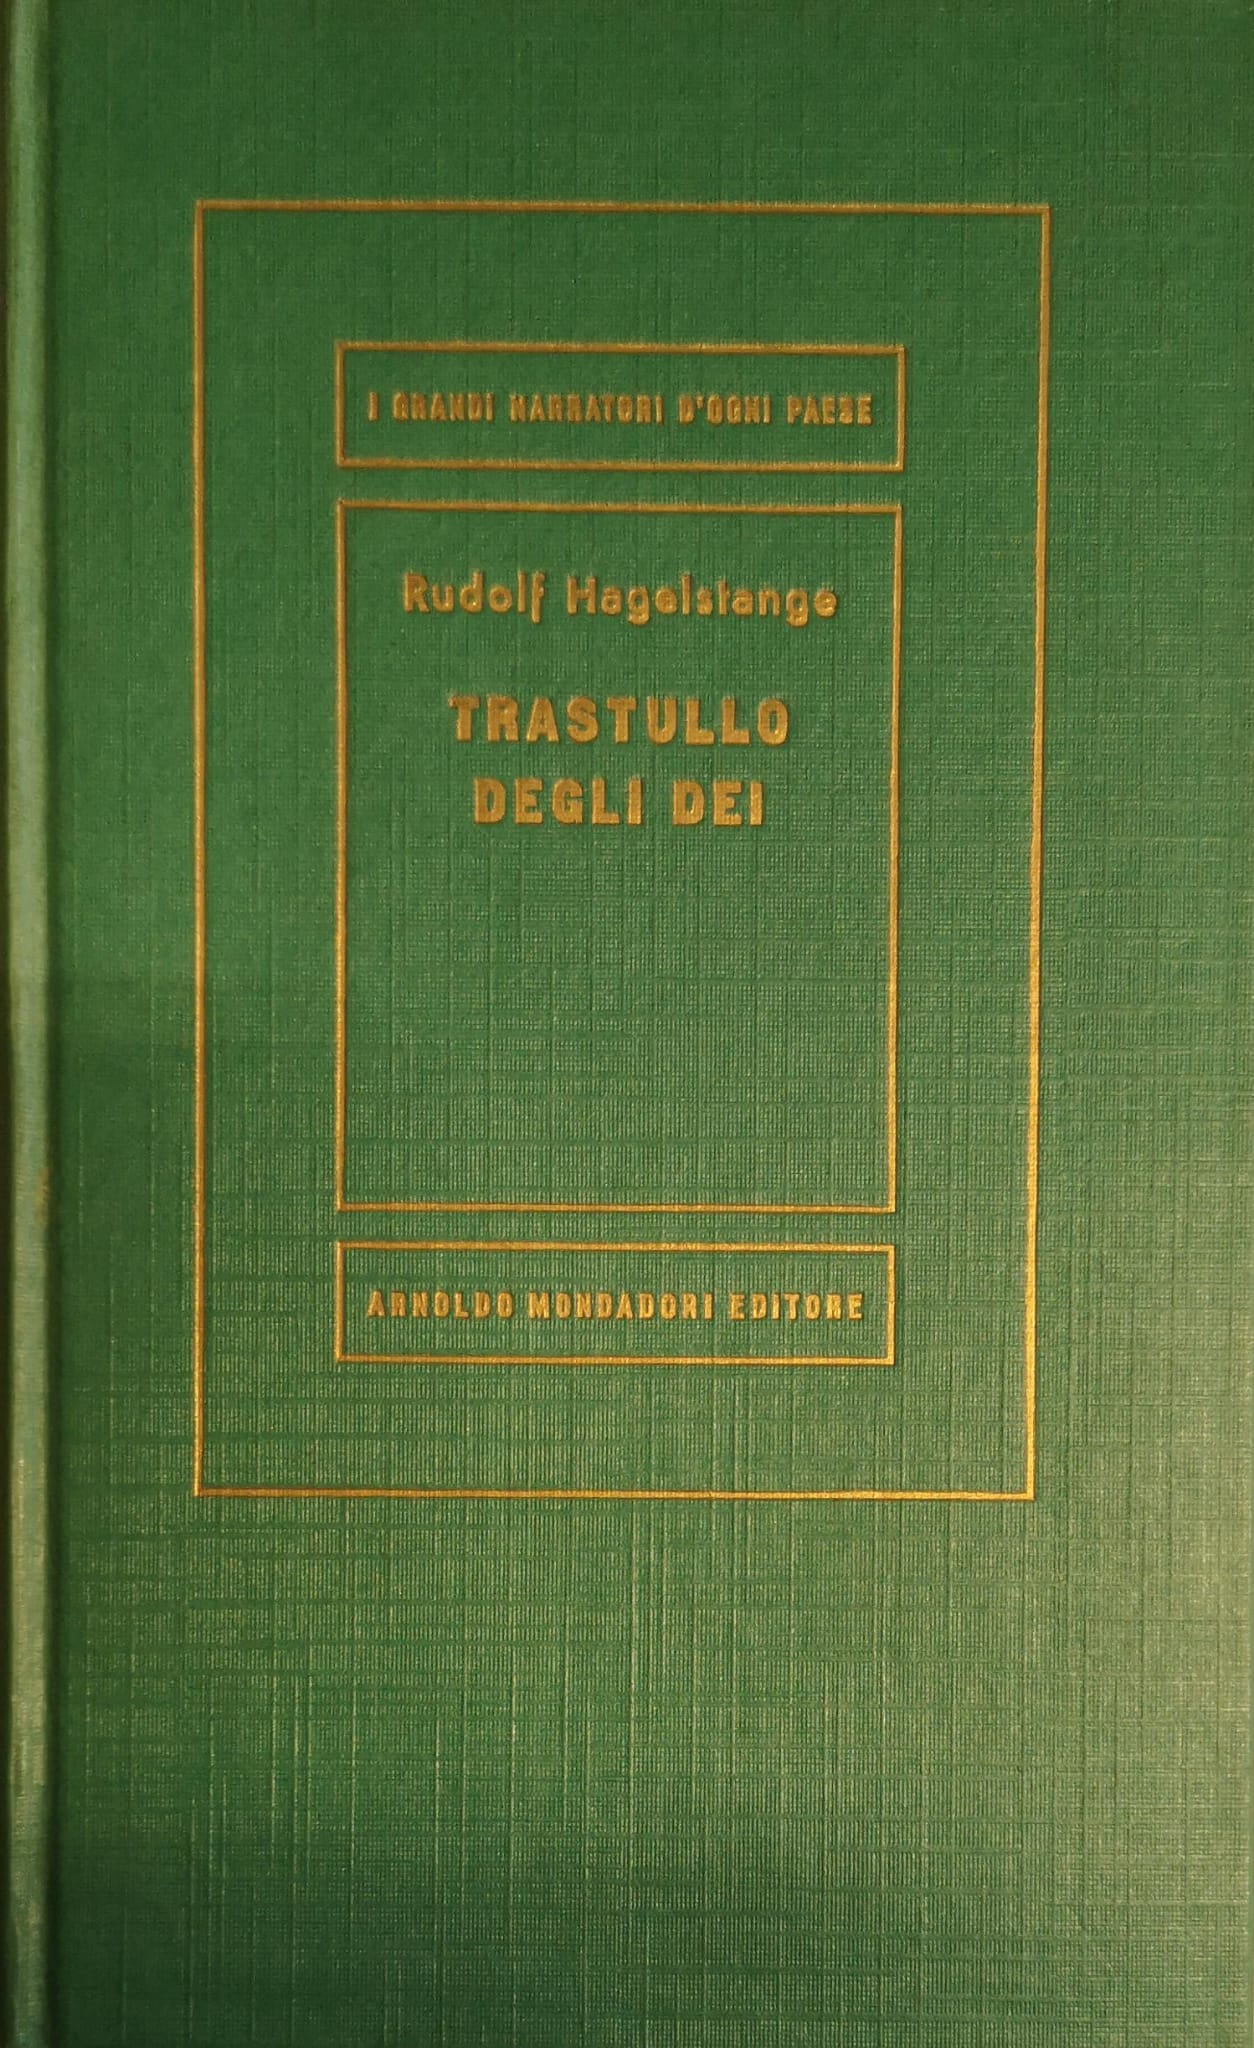 I GRANDI NARRATORI D'OGNI PAESE
Rudolf Hagelstange
TRASTULLO
DEGLI DEI
ARNOLDO MONDADORI EDITORE